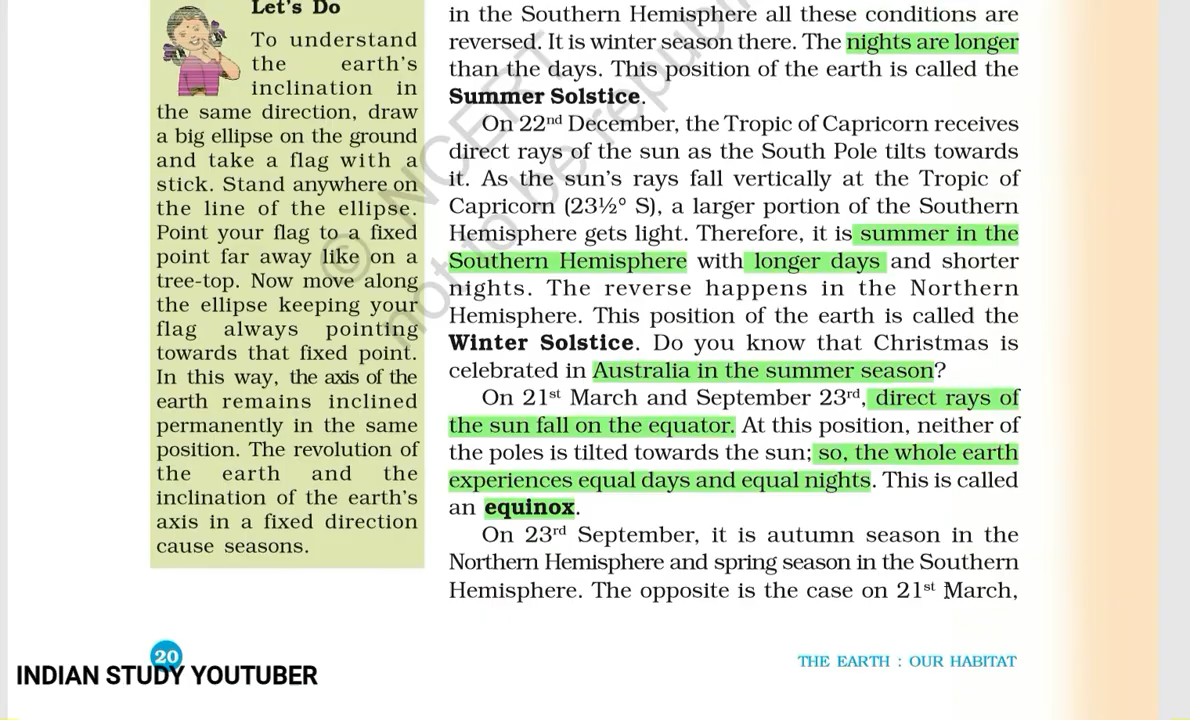 Let's Do
To understand
the earth's
inclination in
the same direction, draw
a big ellipse on the ground
and take a flag with a
stick. Stand anywhere on
the line of the ellipse.
Point your flag to a fixed
point far away like on a
tree-top. Now move along
the ellipse keeping your
flag always pointing
towards that fixed point.
In this way, the axis of the
earth remains inclined
permanently in the same
position. The revolution of
the earth and the
inclination of the earth's
axis in a fixed direction
cause seasons.
in the Southern Hemisphere all these conditions are
reversed. It is winter season there. The nights are longer
than the days. This position of the earth is called the
Summer Solstice.
On 22nd December, the Tropic of Capricorn receives
direct rays of the sun as the South Pole tilts towards
it. As the sun's rays fall vertically at the Tropic of
Capricorn (23½° S), a larger portion of the Southern
Hemisphere gets light. Therefore, it is summer in the
Southern Hemisphere with longer days and shorter
nights. The reverse happens in the Northern
Hemisphere. This position of the earth is called the
Winter Solstice. Do you know that Christmas is
celebrated in Australia in the summer season?
On 21st March and September 23rd, direct rays of
the sun fall on the equator. At this position, neither of
the poles is tilted towards the sun; so, the whole earth
experiences equal days and equal nights. This is called
an equinox.
On 23rd September, it is autumn season in the
Northern Hemisphere and spring season in the Southern
Hemisphere. The opposite is the case on 21st March,
© NCERT
not to be republi
20
THE EARTH : OUR HABITAT
INDIAN STUDY YOUTUBER